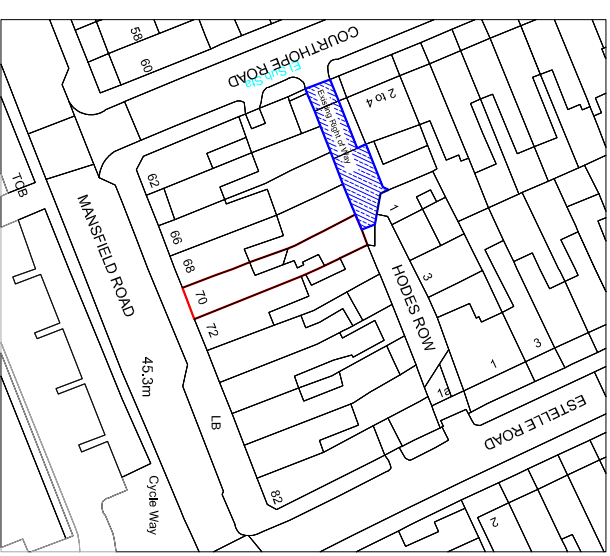 58
60
COURTHOPE ROAD
El Sub Sta
Existing Right of Way
2 to 4
TCB
62
66
68
70
72
MANSFIELD ROAD
1
HODES ROW
3
1
3
1a
45.3m
LB
ESTELLE ROAD
82
Cycle Way
2